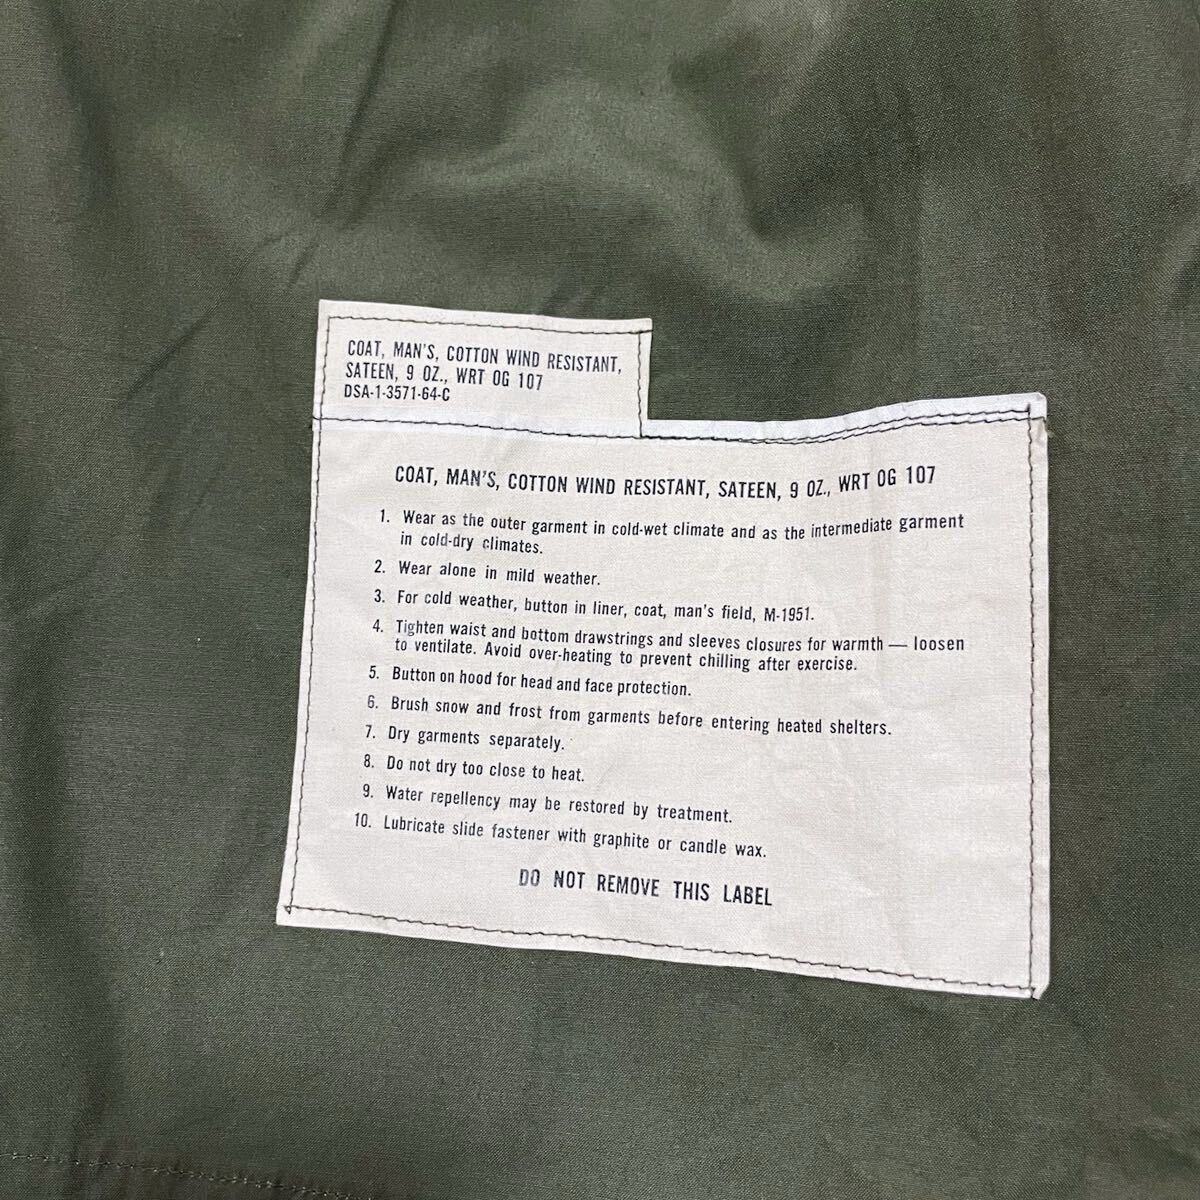 COAT, MAN'S, COTTON WIND RESISTANT,
SATEEN, 9 OZ., WRT OG 107
DSA-1-3571-64-C
COAT, MAN'S, COTTON WIND RESISTANT, SATEEN, 9 OZ., WRT OG 107
1. Wear as the outer garment in cold-wet climate and as the intermediate garment
in cold-dry climates.
2. Wear alone in mild weather.
3. For cold weather, button in liner, coat, man's field, M-1951.
4. Tighten waist and bottom drawstrings and sleeves closures for warmth — loosen
to ventilate. Avoid over-heating to prevent chilling after exercise.
5. Button on hood for head and face protection.
6. Brush snow and frost from garments before entering heated shelters.
7. Dry garments separately.
8. Do not dry too close to heat.
9. Water repellency may be restored by treatment.
10. Lubricate slide fastener with graphite or candle wax.
DO NOT REMOVE THIS LABEL